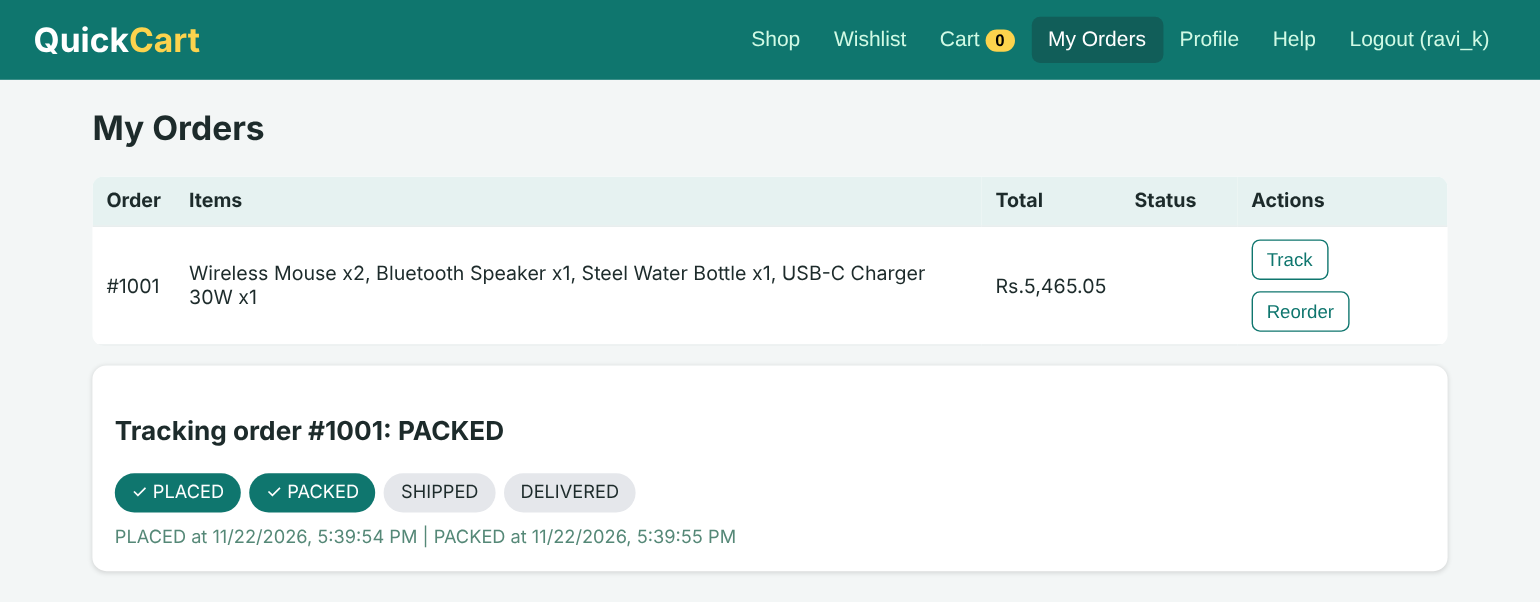 QuickCart
Shop Wishlist Cart 0 My Orders Profile Help Logout (ravi_k)
My Orders
Order Items Total Status Actions
#1001 Wireless Mouse x2, Bluetooth Speaker x1, Steel Water Bottle x1, USB-C Charger
30W x1
Rs.5,465.05
Track
Reorder
Tracking order #1001: PACKED
✓ PLACED ✓ PACKED SHIPPED DELIVERED
PLACED at 11/22/2026, 5:39:54 PM | PACKED at 11/22/2026, 5:39:55 PM